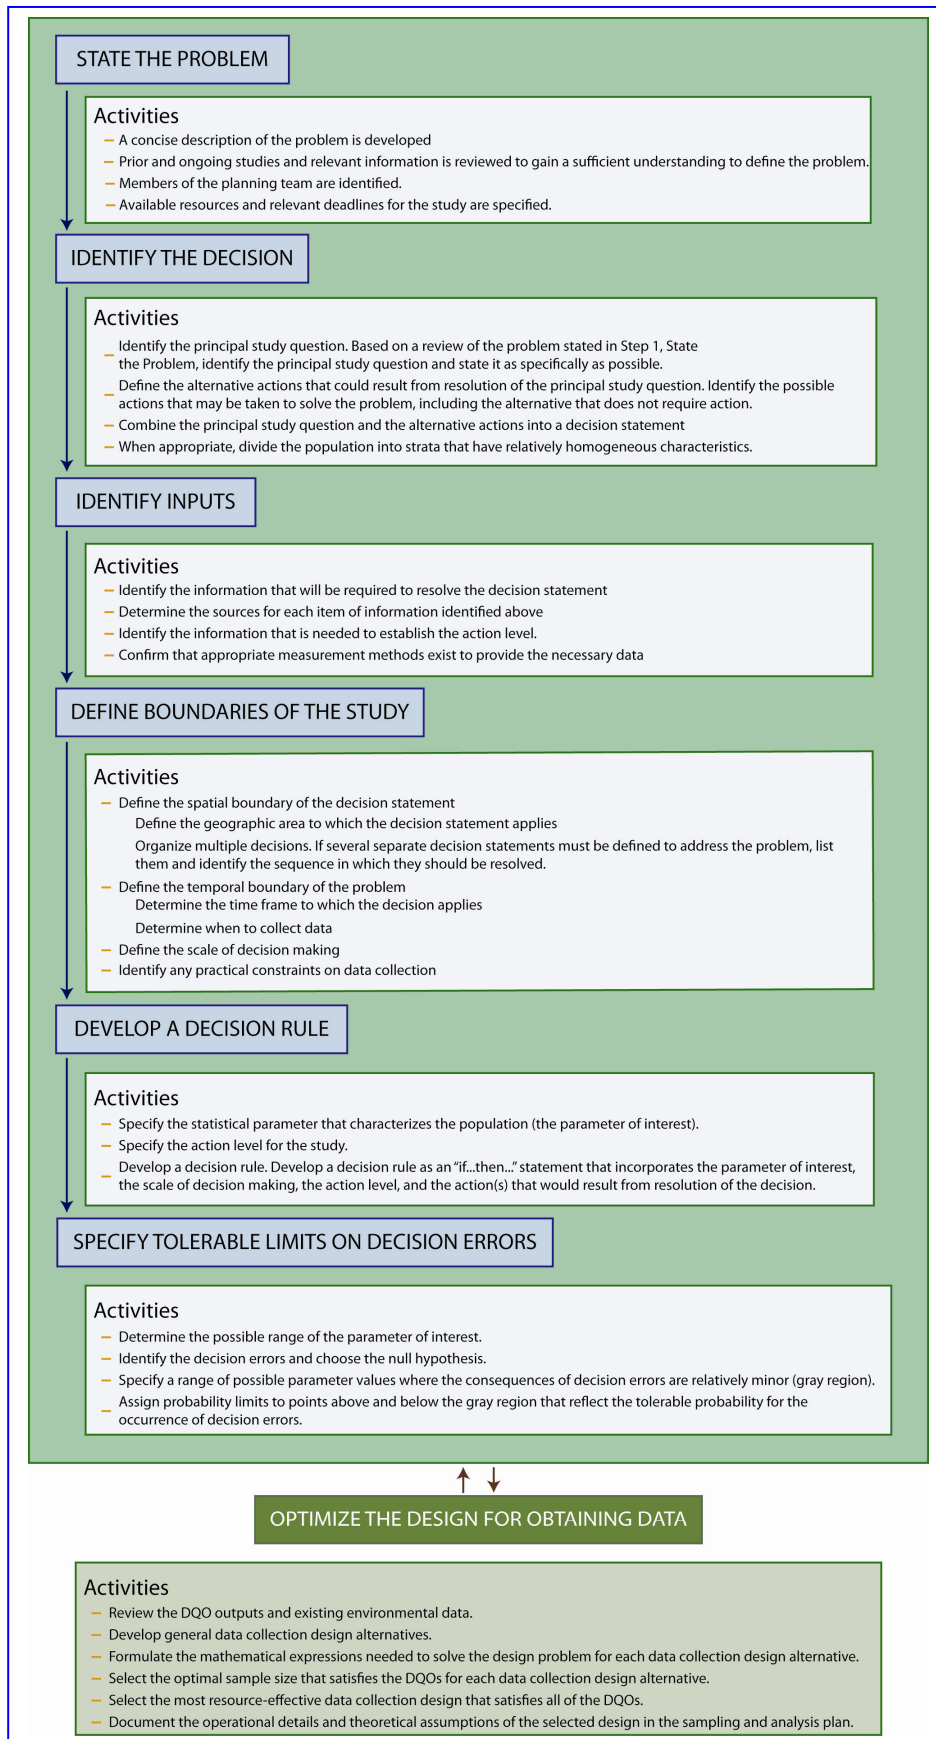 STATE THE PROBLEM
Activities
– A concise description of the problem is developed
– Prior and ongoing studies and relevant information is reviewed to gain a sufficient understanding to define the problem.
– Members of the planning team are identified.
– Available resources and relevant deadlines for the study are specified.
IDENTIFY THE DECISION
Activities
– Identify the principal study question. Based on a review of the problem stated in Step 1, State
the Problem, identify the principal study question and state it as specifically as possible.
– Define the alternative actions that could result from resolution of the principal study question. Identify the possible
actions that may be taken to solve the problem, including the alternative that does not require action.
– Combine the principal study question and the alternative actions into a decision statement
– When appropriate, divide the population into strata that have relatively homogeneous characteristics.
IDENTIFY INPUTS
Activities
– Identify the information that will be required to resolve the decision statement
– Determine the sources for each item of information identified above
– Identify the information that is needed to establish the action level.
– Confirm that appropriate measurement methods exist to provide the necessary data
DEFINE BOUNDARIES OF THE STUDY
Activities
– Define the spatial boundary of the decision statement
Define the geographic area to which the decision statement applies
Organize multiple decisions. If several separate decision statements must be defined to address the problem, list
them and identify the sequence in which they should be resolved.
– Define the temporal boundary of the problem
Determine the time frame to which the decision applies
Determine when to collect data
– Define the scale of decision making
– Identify any practical constraints on data collection
DEVELOP A DECISION RULE
Activities
– Specify the statistical parameter that characterizes the population (the parameter of interest).
– Specify the action level for the study.
– Develop a decision rule. Develop a decision rule as an “if...then...” statement that incorporates the parameter of interest,
the scale of decision making, the action level, and the action(s) that would result from resolution of the decision.
SPECIFY TOLERABLE LIMITS ON DECISION ERRORS
Activities
– Determine the possible range of the parameter of interest.
– Identify the decision errors and choose the null hypothesis.
– Specify a range of possible parameter values where the consequences of decision errors are relatively minor (gray region).
– Assign probability limits to points above and below the gray region that reflect the tolerable probability for the
occurrence of decision errors.
OPTIMIZE THE DESIGN FOR OBTAINING DATA
Activities
– Review the DQO outputs and existing environmental data.
– Develop general data collection design alternatives.
– Formulate the mathematical expressions needed to solve the design problem for each data collection design alternative.
– Select the optimal sample size that satisfies the DQOs for each data collection design alternative.
– Select the most resource-effective data collection design that satisfies all of the DQOs.
– Document the operational details and theoretical assumptions of the selected design in the sampling and analysis plan.